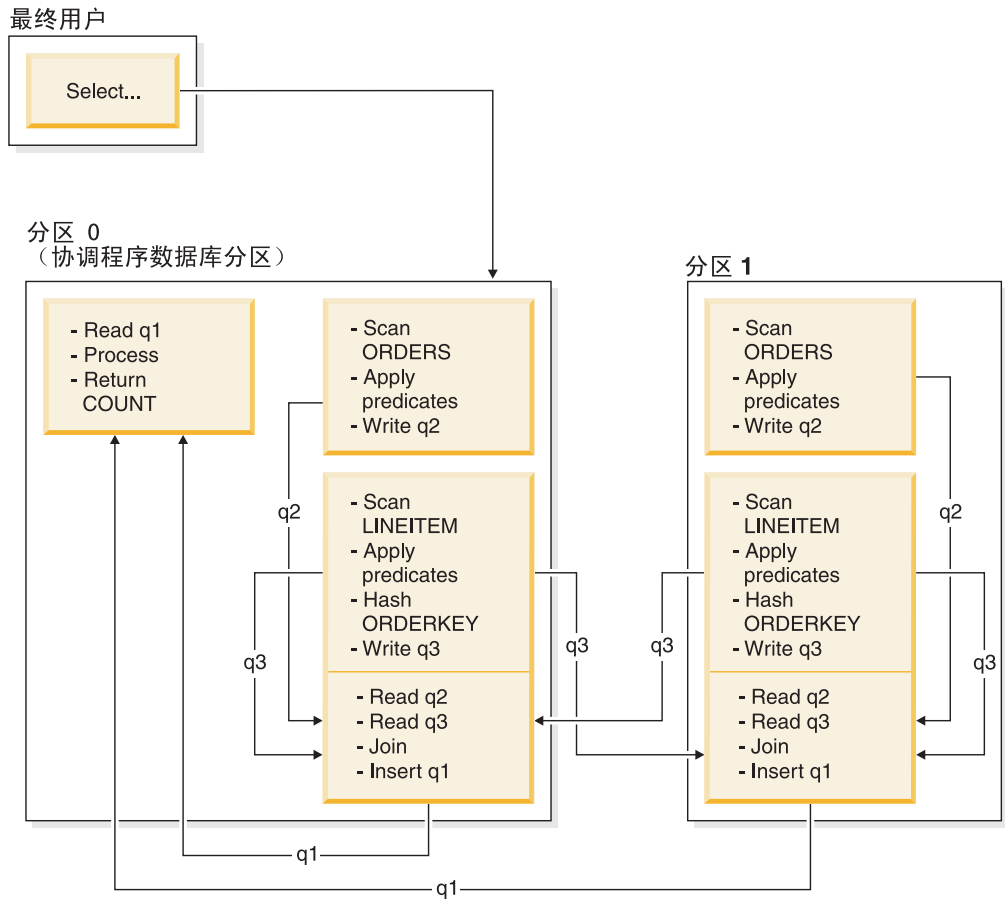 最终用户
Select...
分区 0
（协调程序数据库分区）
- Read q1
- Process
- Return
COUNT
- Scan
ORDERS
- Apply
predicates
- Write q2
q2
- Scan
LINEITEM
- Apply
predicates
- Hash
ORDERKEY
- Write q3
q3
q3
- Read q2
- Read q3
- Join
- Insert q1
q1
分区 1
- Scan
ORDERS
- Apply
predicates
- Write q2
q2
- Scan
LINEITEM
- Apply
predicates
- Hash
ORDERKEY
- Write q3
q3
q3
- Read q2
- Read q3
- Join
- Insert q1
q1